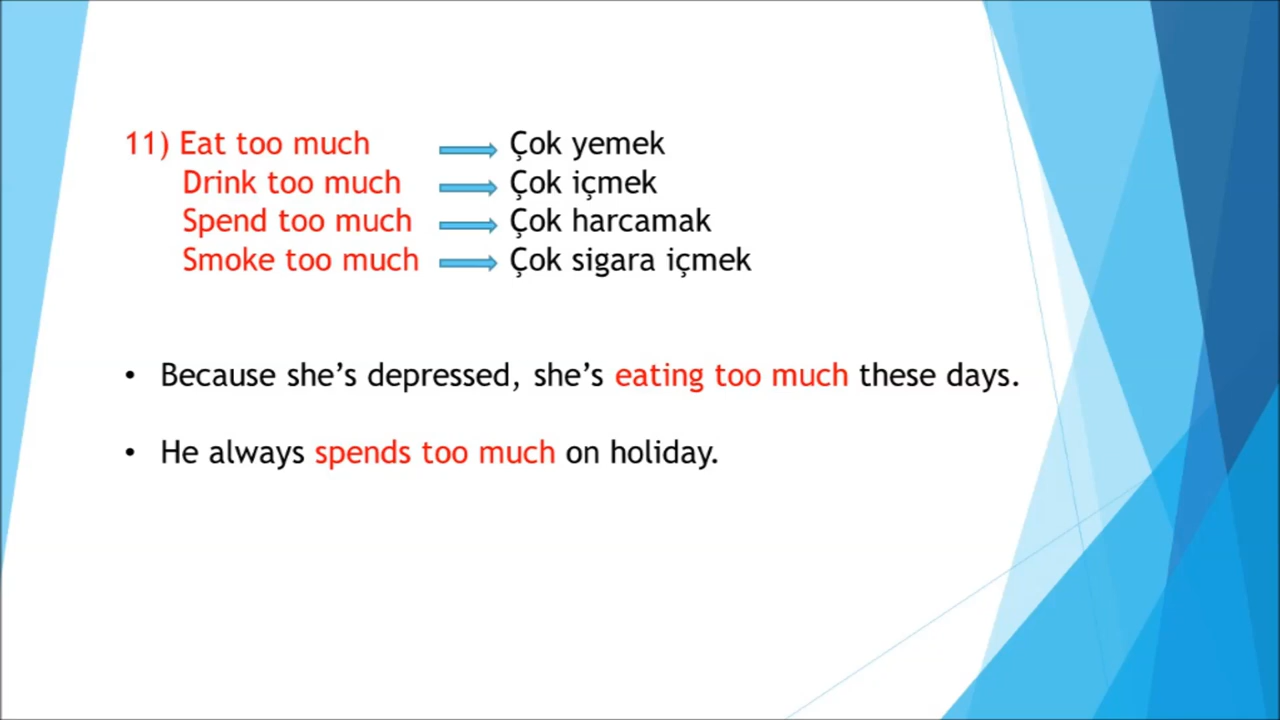 11) Eat too much Çok yemek
Drink too much Çok içmek
Spend too much Çok harcamak
Smoke too much Çok sigara içmek
• Because she’s depressed, she’s eating too much these days.
• He always spends too much on holiday.